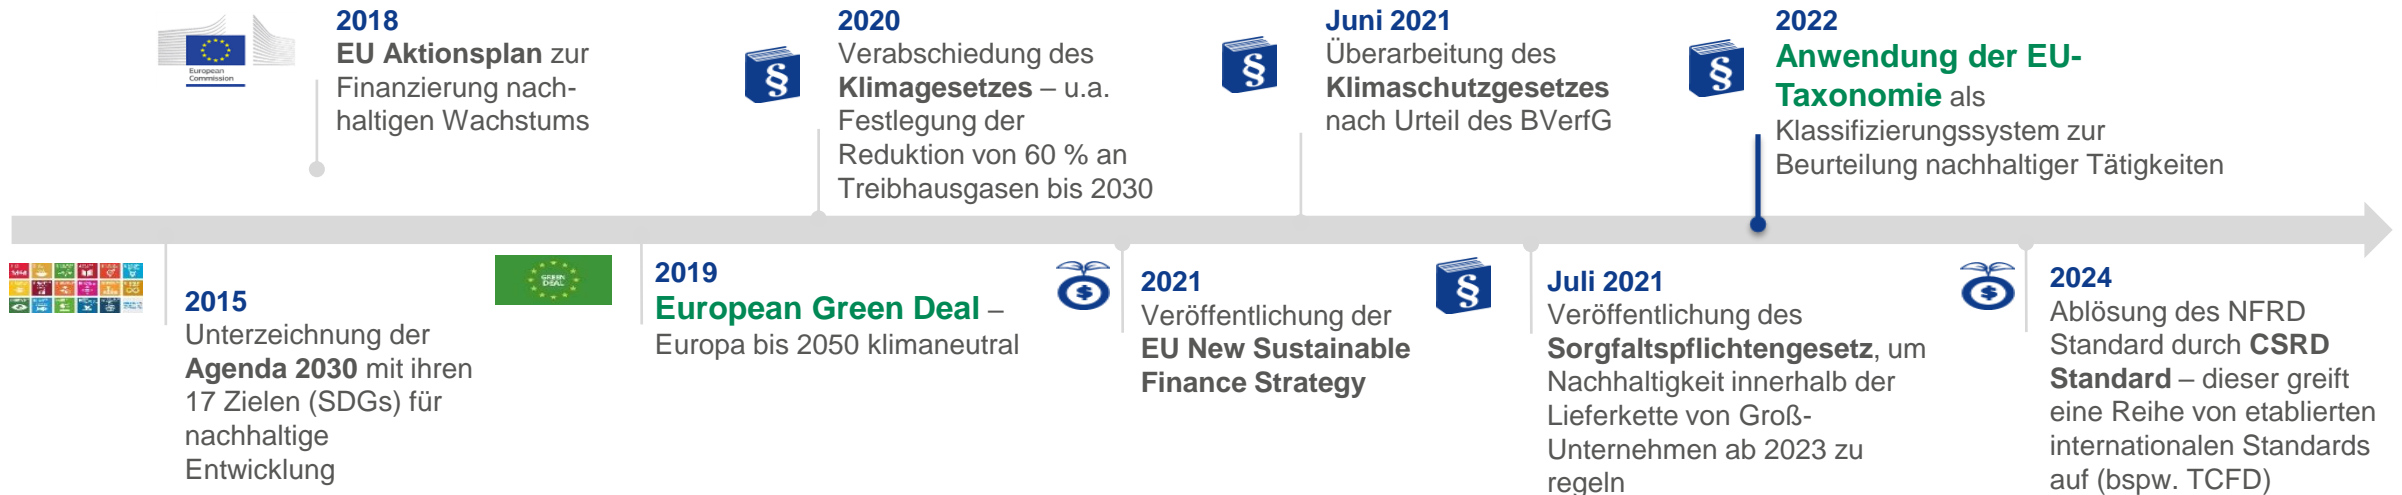 2018
EU Aktionsplan zur
Finanzierung nach-
haltigen Wachstums
European
Commission
2020
Verabschiedung des
Klimagesetzes – u.a.
Festlegung der
Reduktion von 60 % an
Treibhausgasen bis 2030
§
Juni 2021
Überarbeitung des
Klimaschutzgesetzes
nach Urteil des BVerfG
§
2022
Anwendung der EU-
Taxonomie als
Klassifizierungssystem zur
Beurteilung nachhaltiger Tätigkeiten
§
2015
Unterzeichnung der
Agenda 2030 mit ihren
17 Zielen (SDGs) für
nachhaltige
Entwicklung
GREEN
DEAL
2019
European Green Deal –
Europa bis 2050 klimaneutral
$
2021
Veröffentlichung der
EU New Sustainable
Finance Strategy
§
Juli 2021
Veröffentlichung des
Sorgfaltspflichtengesetz, um
Nachhaltigkeit innerhalb der
Lieferkette von Groß-
Unternehmen ab 2023 zu
regeln
$
2024
Ablösung des NFRD
Standard durch CSRD
Standard – dieser greift
eine Reihe von etablierten
internationalen Standards
auf (bspw. TCFD)